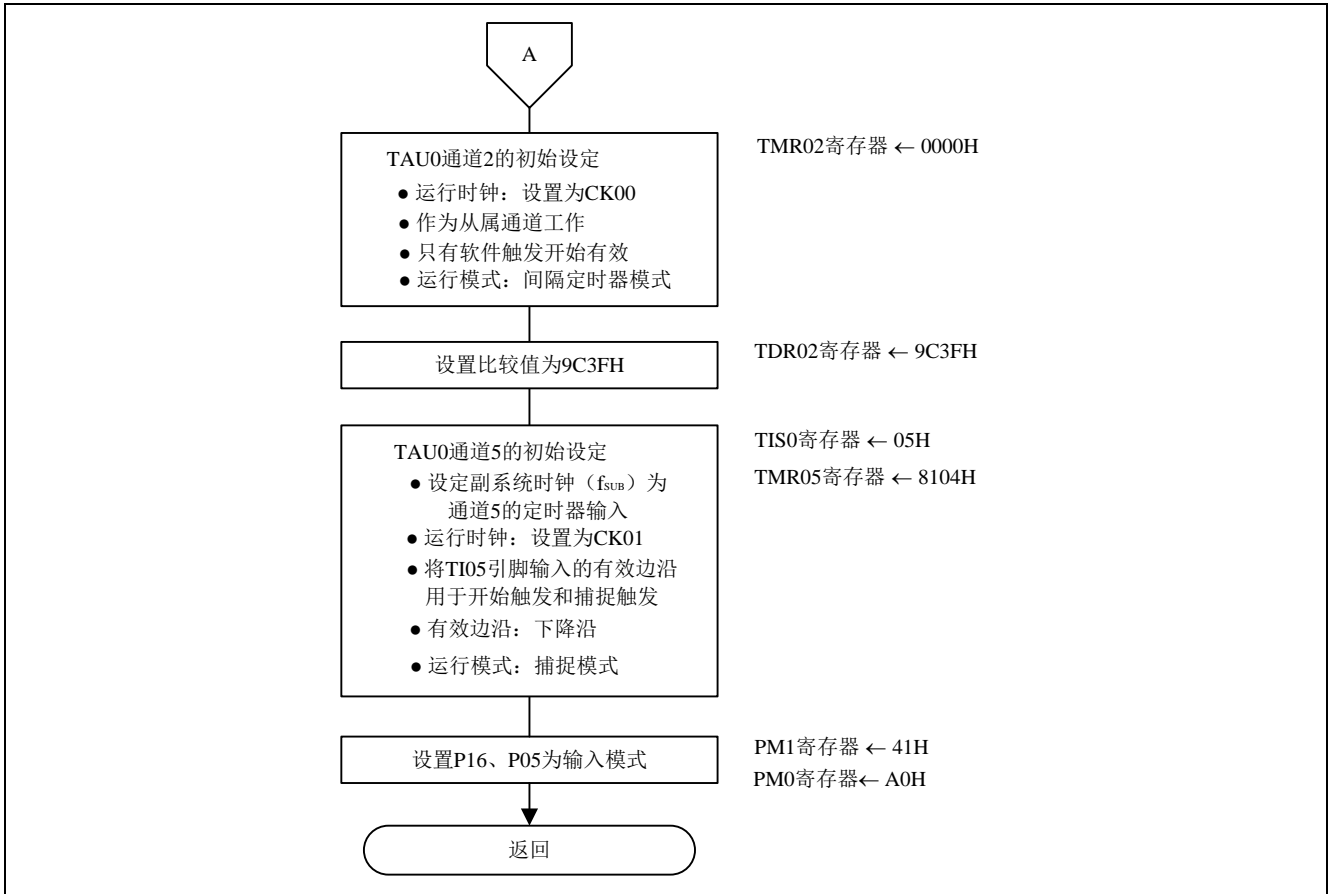 A
TAU0通道2的初始设定
● 运行时钟：设置为CK00
● 作为从属通道工作
● 只有软件触发开始有效
● 运行模式：间隔定时器模式
TMR02寄存器 ← 0000H
设置比较值为9C3FH
TDR02寄存器 ← 9C3FH
TAU0通道5的初始设定
● 设定副系统时钟（fSUB）为
通道5的定时器输入
● 运行时钟：设置为CK01
● 将TI05引脚输入的有效边沿
用于开始触发和捕捉触发
● 有效边沿：下降沿
● 运行模式：捕捉模式
TIS0寄存器 ← 05H
TMR05寄存器 ← 8104H
设置P16、P05为输入模式
PM1寄存器 ← 41H
PM0寄存器← A0H
返回